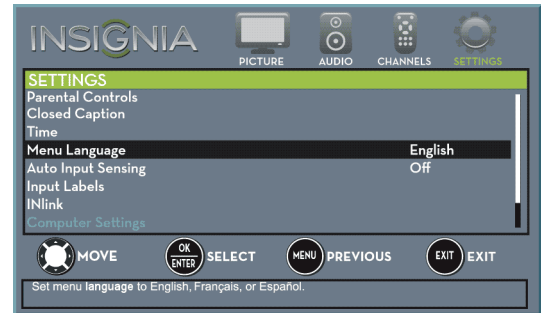 INSIGNIA
PICTURE AUDIO CHANNELS SETTINGS
SETTINGS
Parental Controls
Closed Caption
Time
Menu Language English
Auto Input Sensing Off
Input Labels
INlink
Computer Settings
MOVE OK ENTER SELECT MENU PREVIOUS EXIT EXIT
Set menu language to English, Français, or Español.